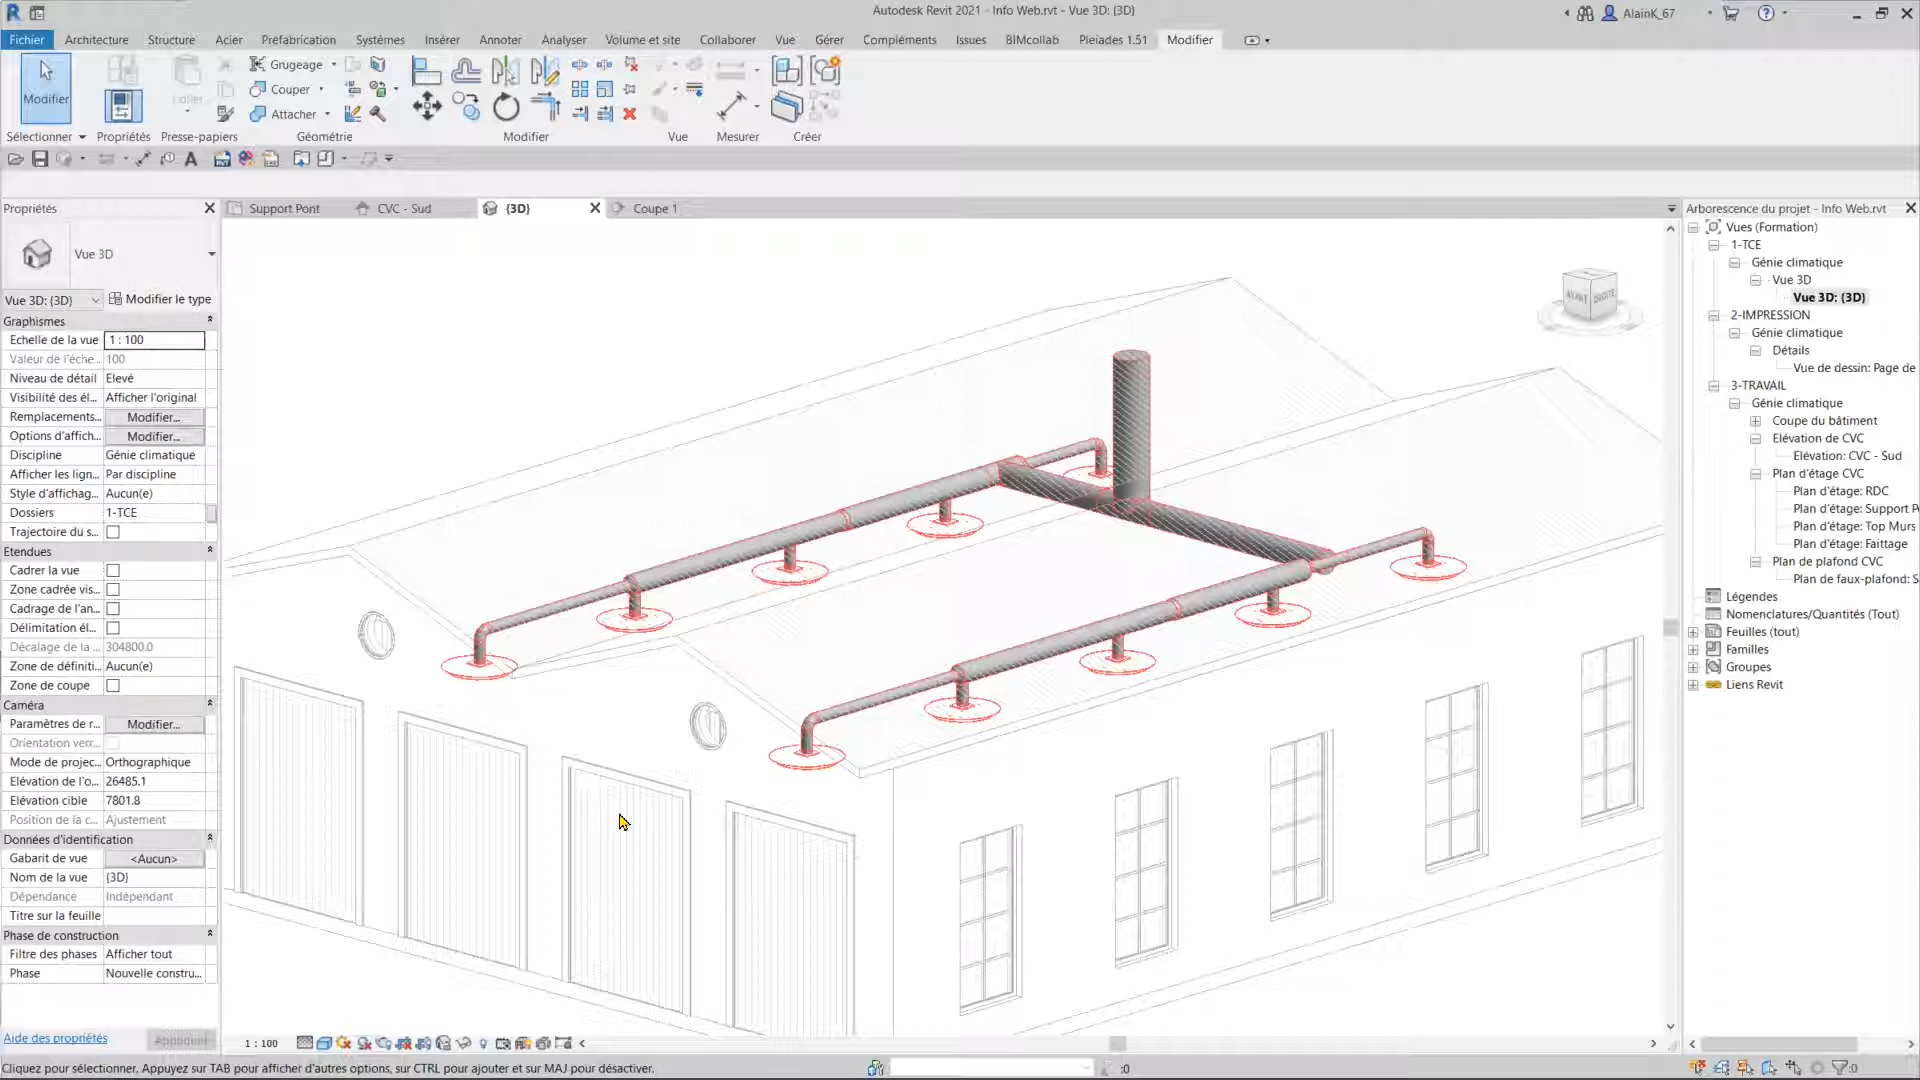 Autodesk Revit 2021 - Info Web.rvt - Vue 3D: {3D}
AlainK_67
Fichier Architecture Structure Acier Préfabrication Systèmes Insérer Annoter Analyser Volume et site Collaborer Vue Gérer Compléments Issues BIMcollab Pleiades 1.51 Modifier
Modifier
Grugeage
Couper
Attacher
Sélectionner Propriétés Presse-papiers Géométrie Modifier Vue Mesurer Créer
Propriétés
Support Pont CVC - Sud {3D} Coupe 1
Arborescence du projet - Info Web.rvt
Vue 3D
Vue 3D: {3D} Modifier le type
Graphismes
Echelle de la vue 1 : 100
Valeur de l'éche... 100
Niveau de détail Elevé
Visibilité des él... Afficher l'original
Remplacements... Modifier...
Options d'affich... Modifier...
Discipline Génie climatique
Afficher les lign... Par discipline
Style d'affichag... Aucun(e)
Dossiers 1-TCE
Trajectoire du s...
Etendues
Cadrer la vue
Zone cadrée vis...
Cadrage de l'an...
Délimitation él...
Décalage de la ... 304800.0
Zone de définiti... Aucun(e)
Zone de coupe
Caméra
Paramètres de r... Modifier...
Orientation verr...
Mode de projec... Orthographique
Elévation de l'o... 26485.1
Elévation cible 7801.8
Position de la c... Ajustement
Données d'identification
Gabarit de vue <Aucun>
Nom de la vue {3D}
Dépendance Indépendant
Titre sur la feuille
Phase de construction
Filtre des phases Afficher tout
Phase Nouvelle constru...
Aide des propriétés Appliquer
AVANT DROITE
Vues (Formation)
1-TCE
Génie climatique
Vue 3D
Vue 3D: {3D}
2-IMPRESSION
Génie climatique
Détails
Vue de dessin: Page de
3-TRAVAIL
Génie climatique
Coupe du bâtiment
Elévation de CVC
Elévation: CVC - Sud
Plan d'étage CVC
Plan d'étage: RDC
Plan d'étage: Support P
Plan d'étage: Top Murs
Plan d'étage: Faittage
Plan de plafond CVC
Plan de faux-plafond: S
Légendes
Nomenclatures/Quantités (Tout)
Feuilles (tout)
Familles
Groupes
Liens Revit
1 : 100
Cliquez pour sélectionner. Appuyez sur TAB pour afficher d'autres options, sur CTRL pour ajouter et sur MAJ pour désactiver.
:0
:0